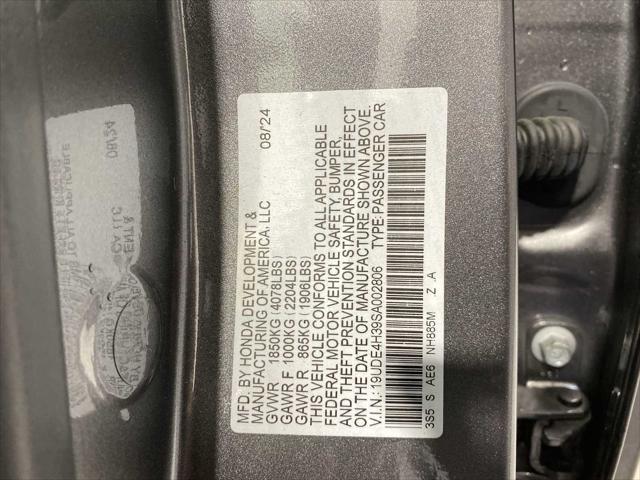 MFD. BY HONDA DEVELOPMENT &
MANUFACTURING OF AMERICA, LLC 08/24
GVWR 1850KG (4078LBS)
GAWR F 1000KG (2204LBS)
GAWR R 865KG (1906LBS)
THIS VEHICLE CONFORMS TO ALL APPLICABLE
FEDERAL MOTOR VEHICLE SAFETY, BUMPER,
AND THEFT PREVENTION STANDARDS IN EFFECT
ON THE DATE OF MANUFACTURE SHOWN ABOVE.
V.I.N.: 19UDE4H39SA002806 TYPE: PASSENGER CAR
3S5 S AE6 NH885M Z A